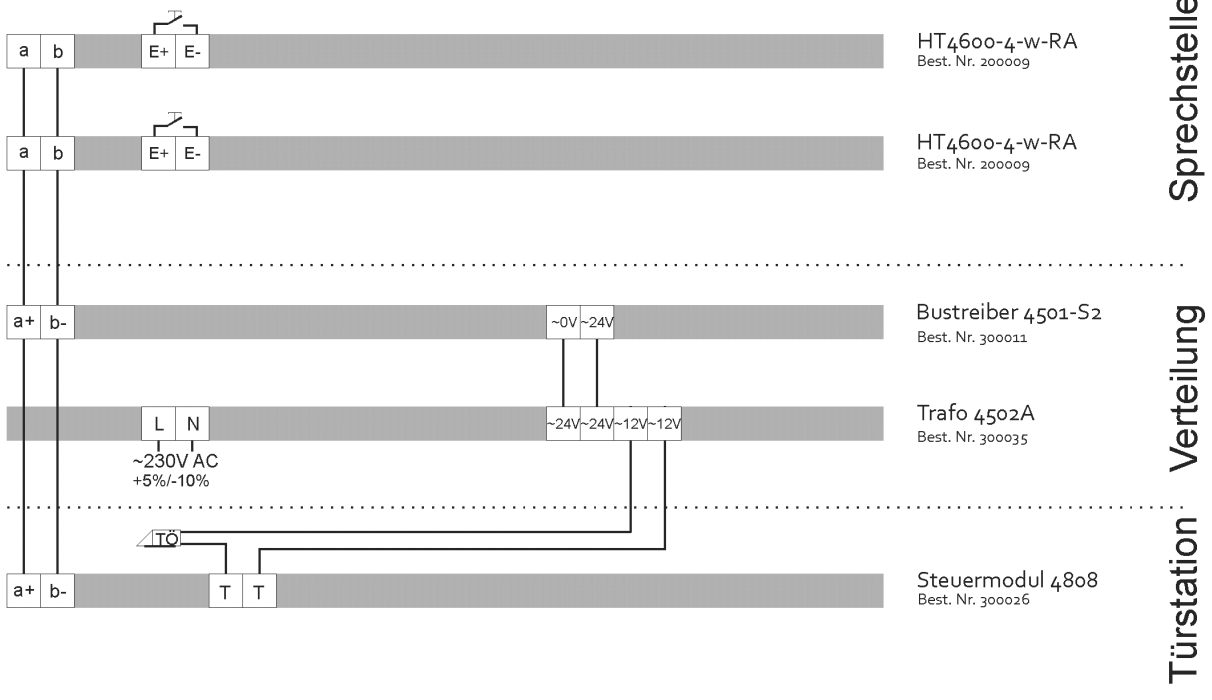 a b E+ E- HT4600-4-w-RA
Best. Nr. 200009
a b E+ E- HT4600-4-w-RA
Best. Nr. 200009
Sprechstelle
a+ b- ~0V ~24V Bustreiber 4501-S2
Best. Nr. 300011
L N ~24V ~24V ~12V ~12V Trafo 4502A
Best. Nr. 300035
~230V AC
+5%/-10%
Verteilung
TÖ
a+ b- T T Steuermodul 4808
Best. Nr. 300026
Türstation